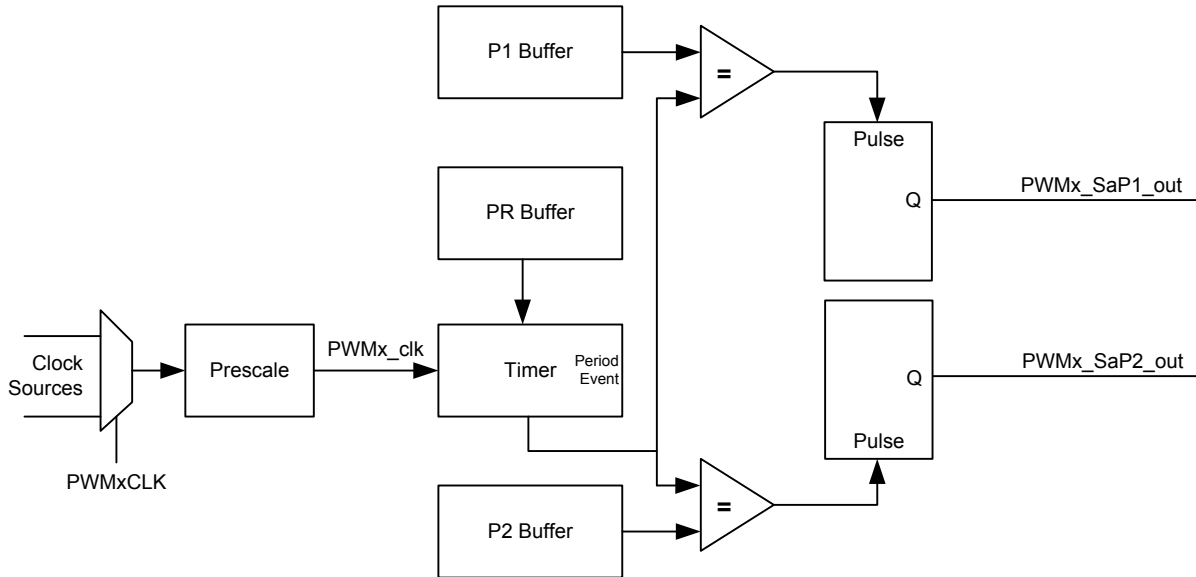 P1 Buffer
=
Pulse
Q
PWMx_SaP1_out
PR Buffer
Clock
Sources
Prescale
PWMx_clk
Timer
Period
Event
PWMxCLK
Q
PWMx_SaP2_out
Pulse
P2 Buffer
=